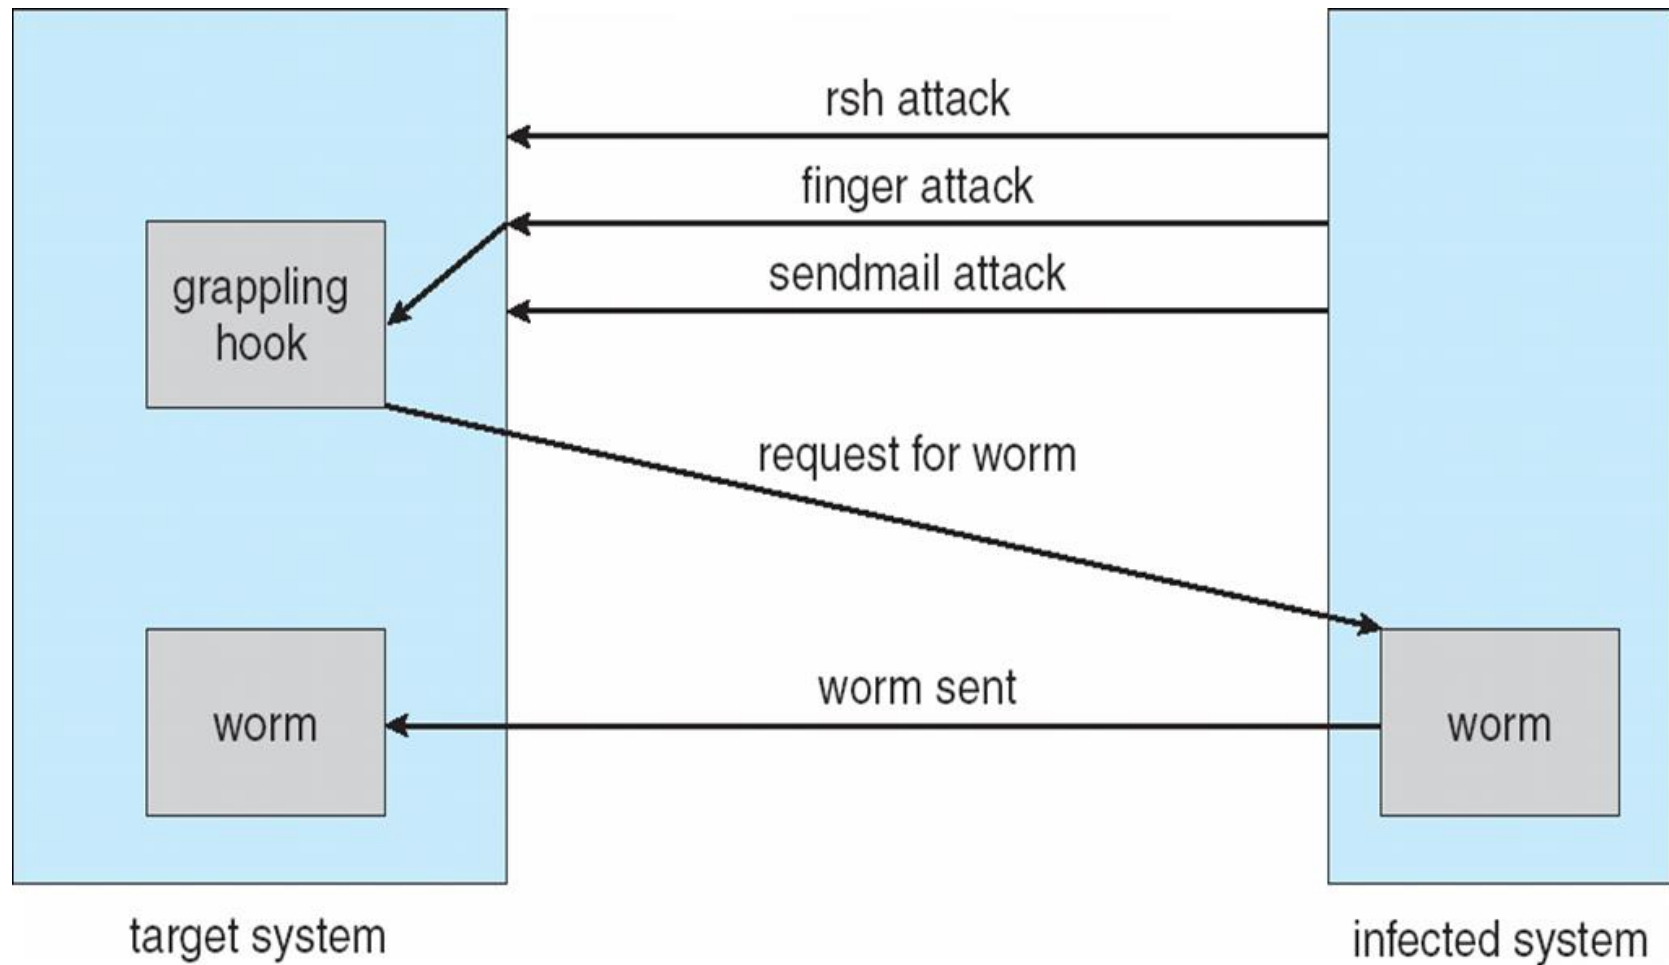 rsh attack
finger attack
sendmail attack
grappling
hook
request for worm
worm sent
worm
worm
target system
infected system